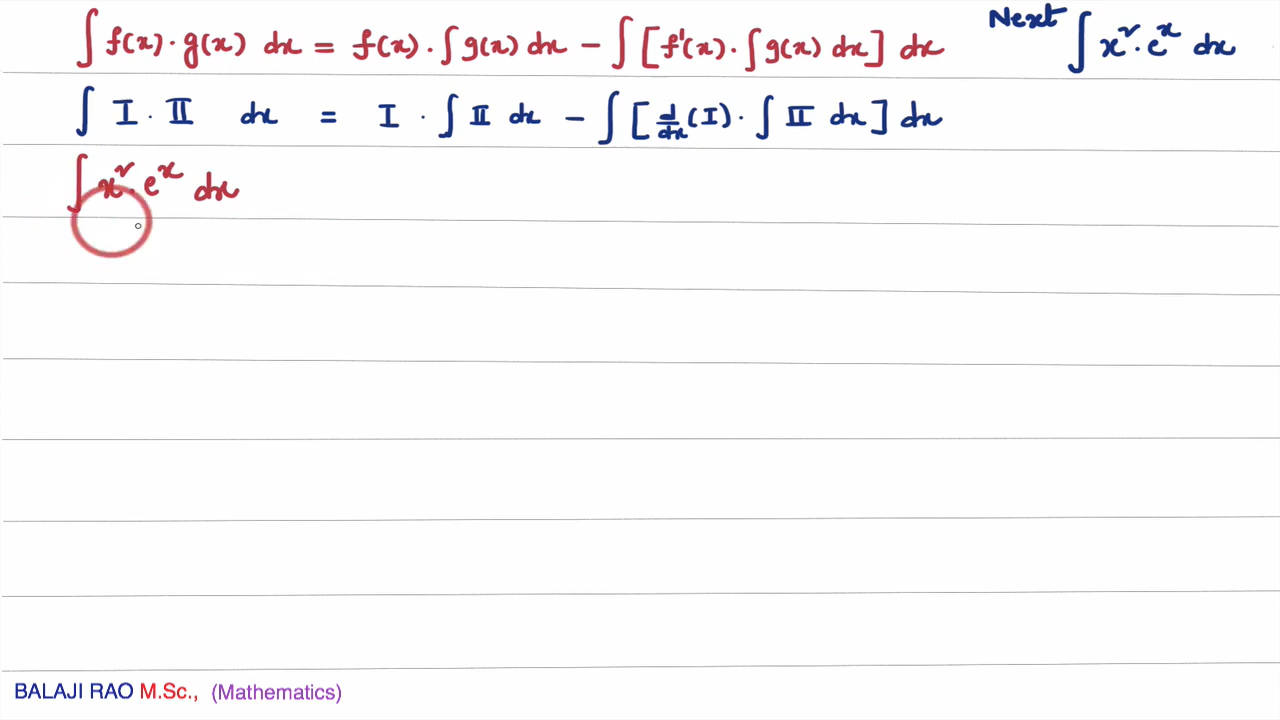 ∫ f(x)·g(x) dx = f(x)·∫g(x) dx − ∫[f'(x)·∫g(x) dx] dx Next ∫ x²·eˣ dx
∫ I·II dx = I·∫ II dx − ∫[d/dx(I)·∫ II dx] dx
∫ x²·eˣ dx
BALAJI RAO M.Sc., (Mathematics)